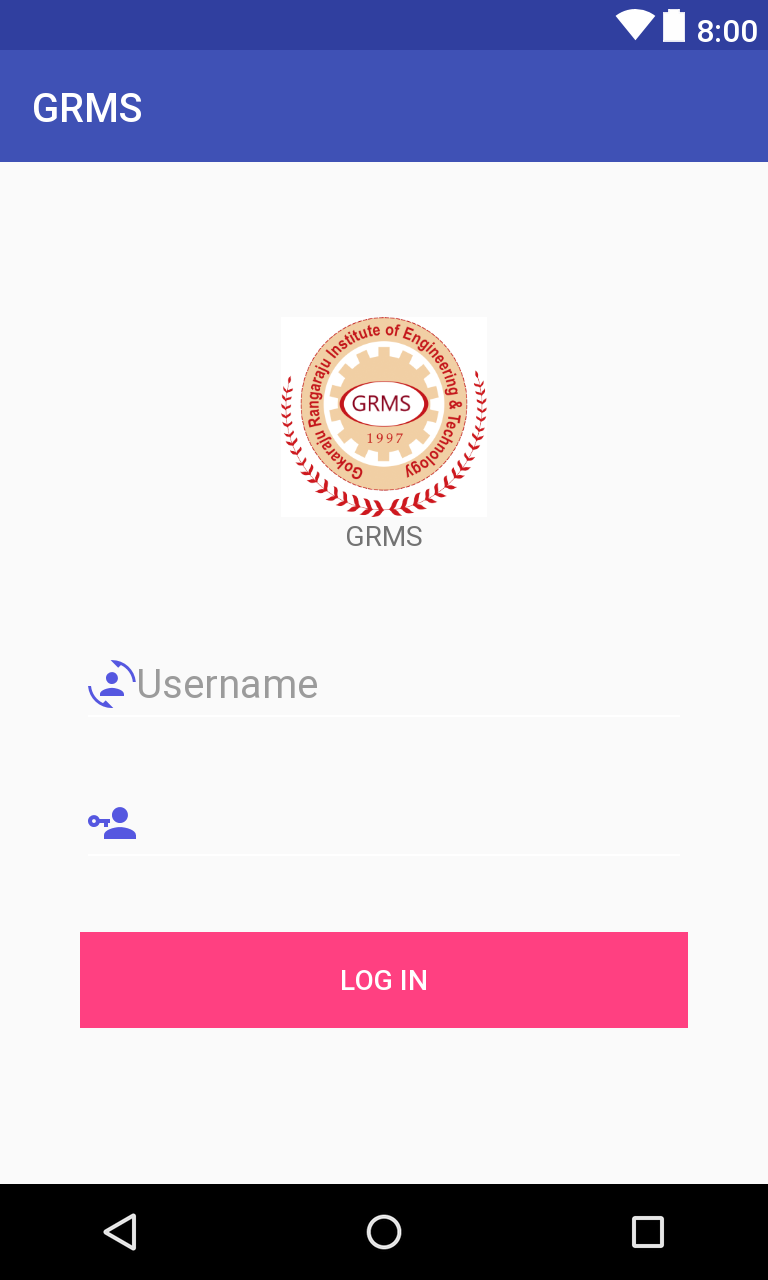 8:00
GRMS
Gokaraju Rangaraju Institute of Engineering & Technology
GRMS
1997
GRMS
Username
LOG IN